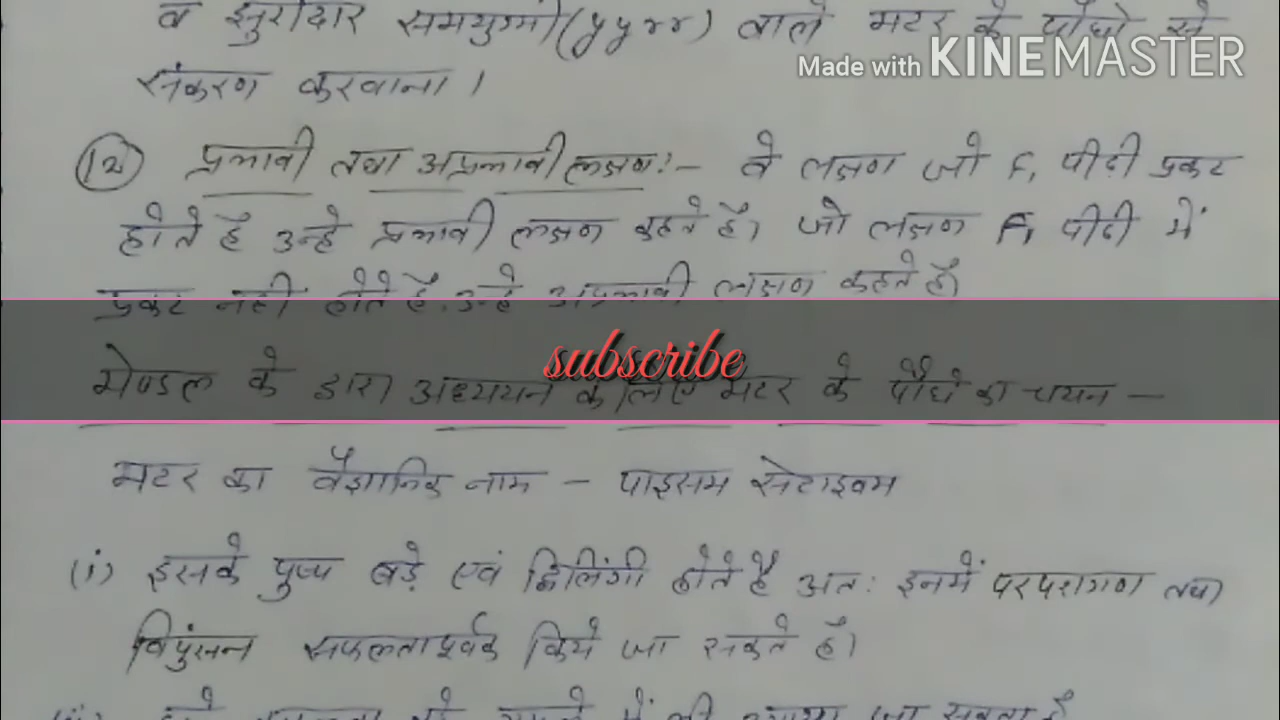 व झुर्रीदार समयुग्मी (yyrr) वाले मटर के पौधो से
Made with KINEMASTER
संकरण करवाना।
(12) प्रभावी तथा अप्रभावी लक्षण:- वे लक्षण जो F₁ पीढी प्रकट
होते है उन्हे प्रभावी लक्षण कहते है। जो लक्षण F₁ पीढी में
प्रकट नही होते है, उन्हे अप्रभावी लक्षण कहते है।
subscribe
मेण्डल के द्वारा अध्ययन के लिए मटर के पौधे का चयन -
मटर का वैज्ञानिक नाम - पाइसम सेटाइवम
(i) इसके पुष्प बड़े एवं द्विलिंगी होते है अत: इनमें परपरागण तथा
विपुंसन सफलतापूर्वक किये जा सकते है।
(ii) में भी जा सकता है